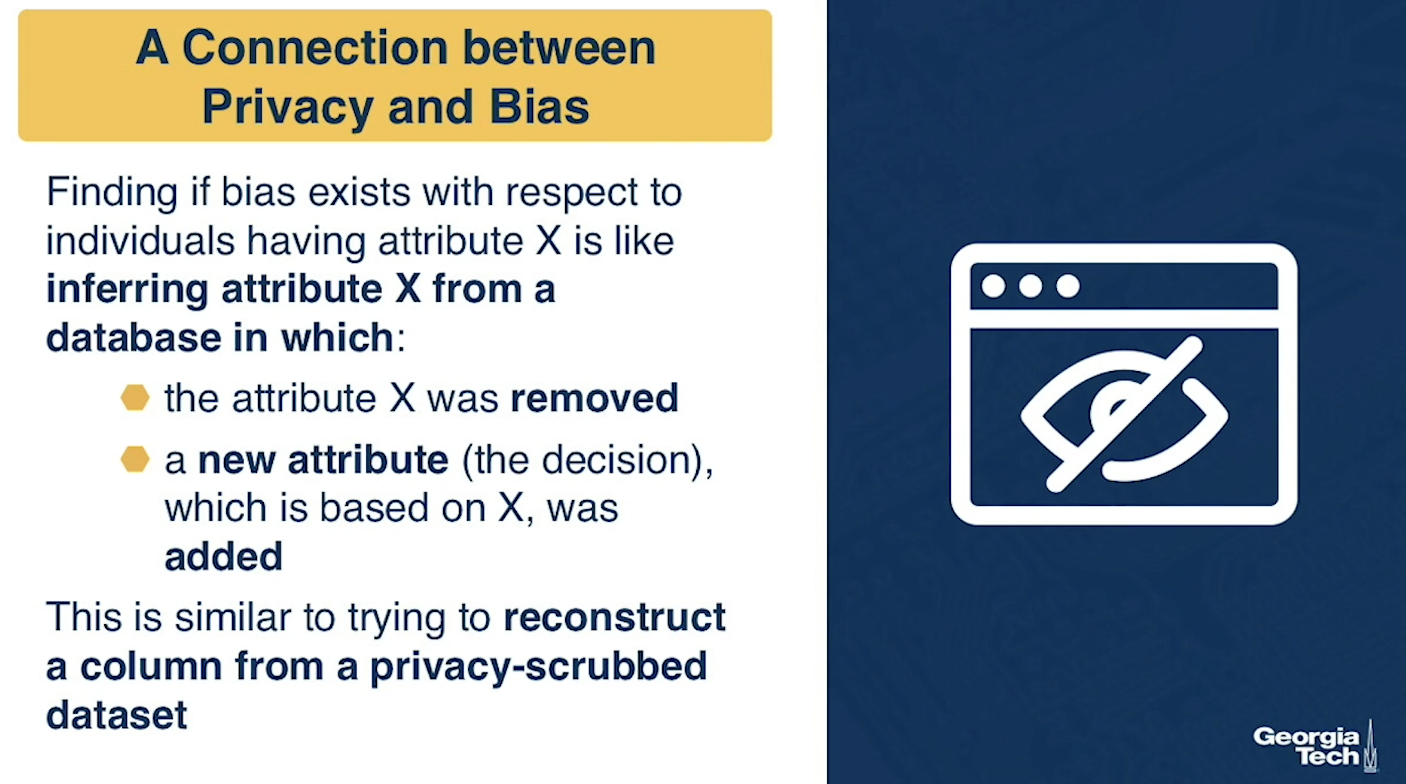 A Connection between
Privacy and Bias
Finding if bias exists with respect to
individuals having attribute X is like
inferring attribute X from a
database in which:
the attribute X was removed
a new attribute (the decision),
which is based on X, was
added
This is similar to trying to reconstruct
a column from a privacy-scrubbed
dataset
Georgia
Tech